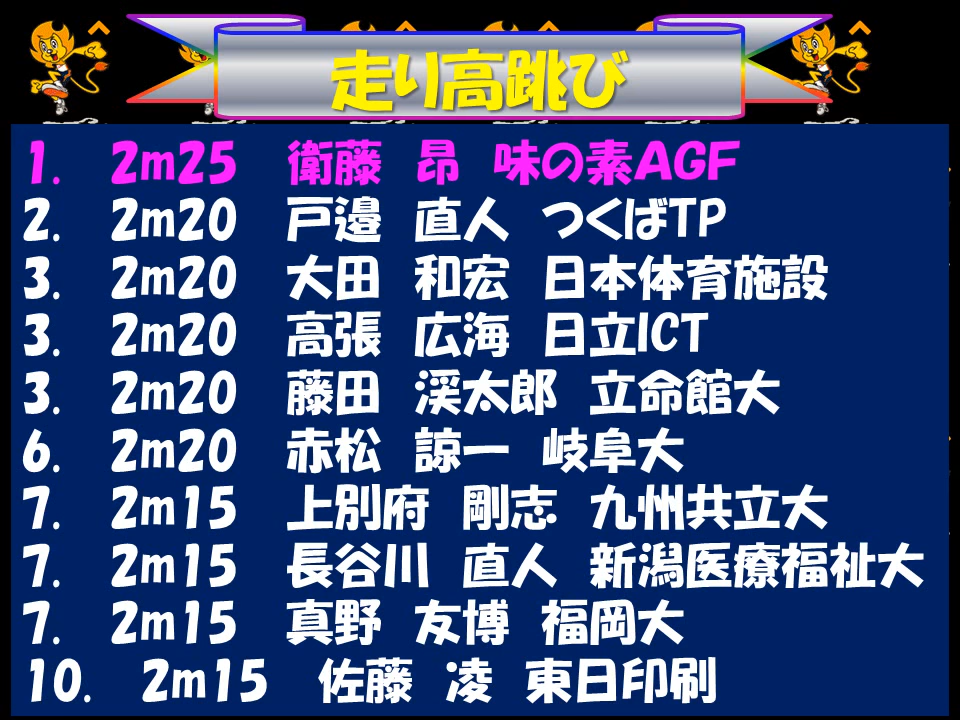 走り高跳び
1. 2m25 衛藤 昂 味の素AGF
2. 2m20 戸邉 直人 つくばTP
3. 2m20 大田 和宏 日本体育施設
3. 2m20 高張 広海 日立ICT
3. 2m20 藤田 渓太郎 立命館大
6. 2m20 赤松 諒一 岐阜大
7. 2m15 上別府 剛志 九州共立大
7. 2m15 長谷川 直人 新潟医療福祉大
7. 2m15 真野 友博 福岡大
10. 2m15 佐藤 凌 東日印刷